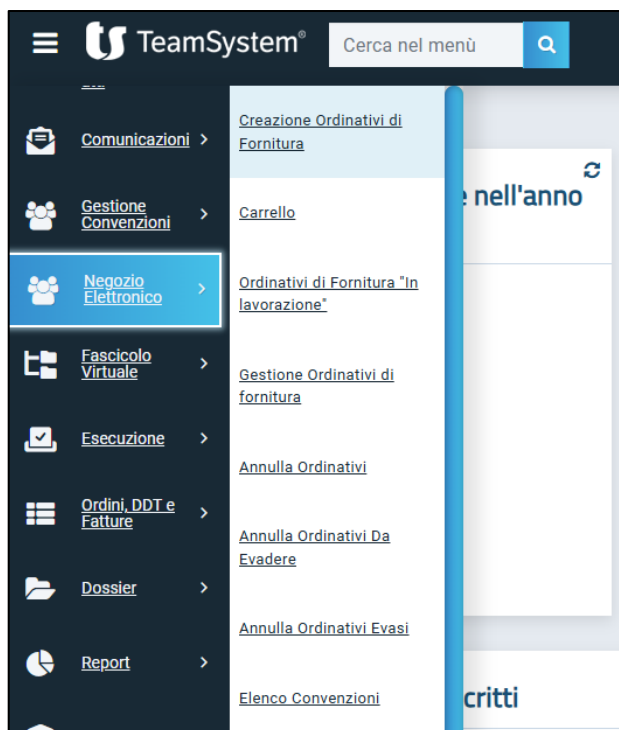 TeamSystem®
Cerca nel menù
Comunicazioni
Gestione
Convenzioni
Negozio
Elettronico
Fascicolo
Virtuale
Esecuzione
Ordini, DDT e
Fatture
Dossier
Report
Creazione Ordinativi di
Fornitura
Carrello
Ordinativi di Fornitura "In
lavorazione"
Gestione Ordinativi di
fornitura
Annulla Ordinativi
Annulla Ordinativi Da
Evadere
Annulla Ordinativi Evasi
Elenco Convenzioni
e nell'anno
critti